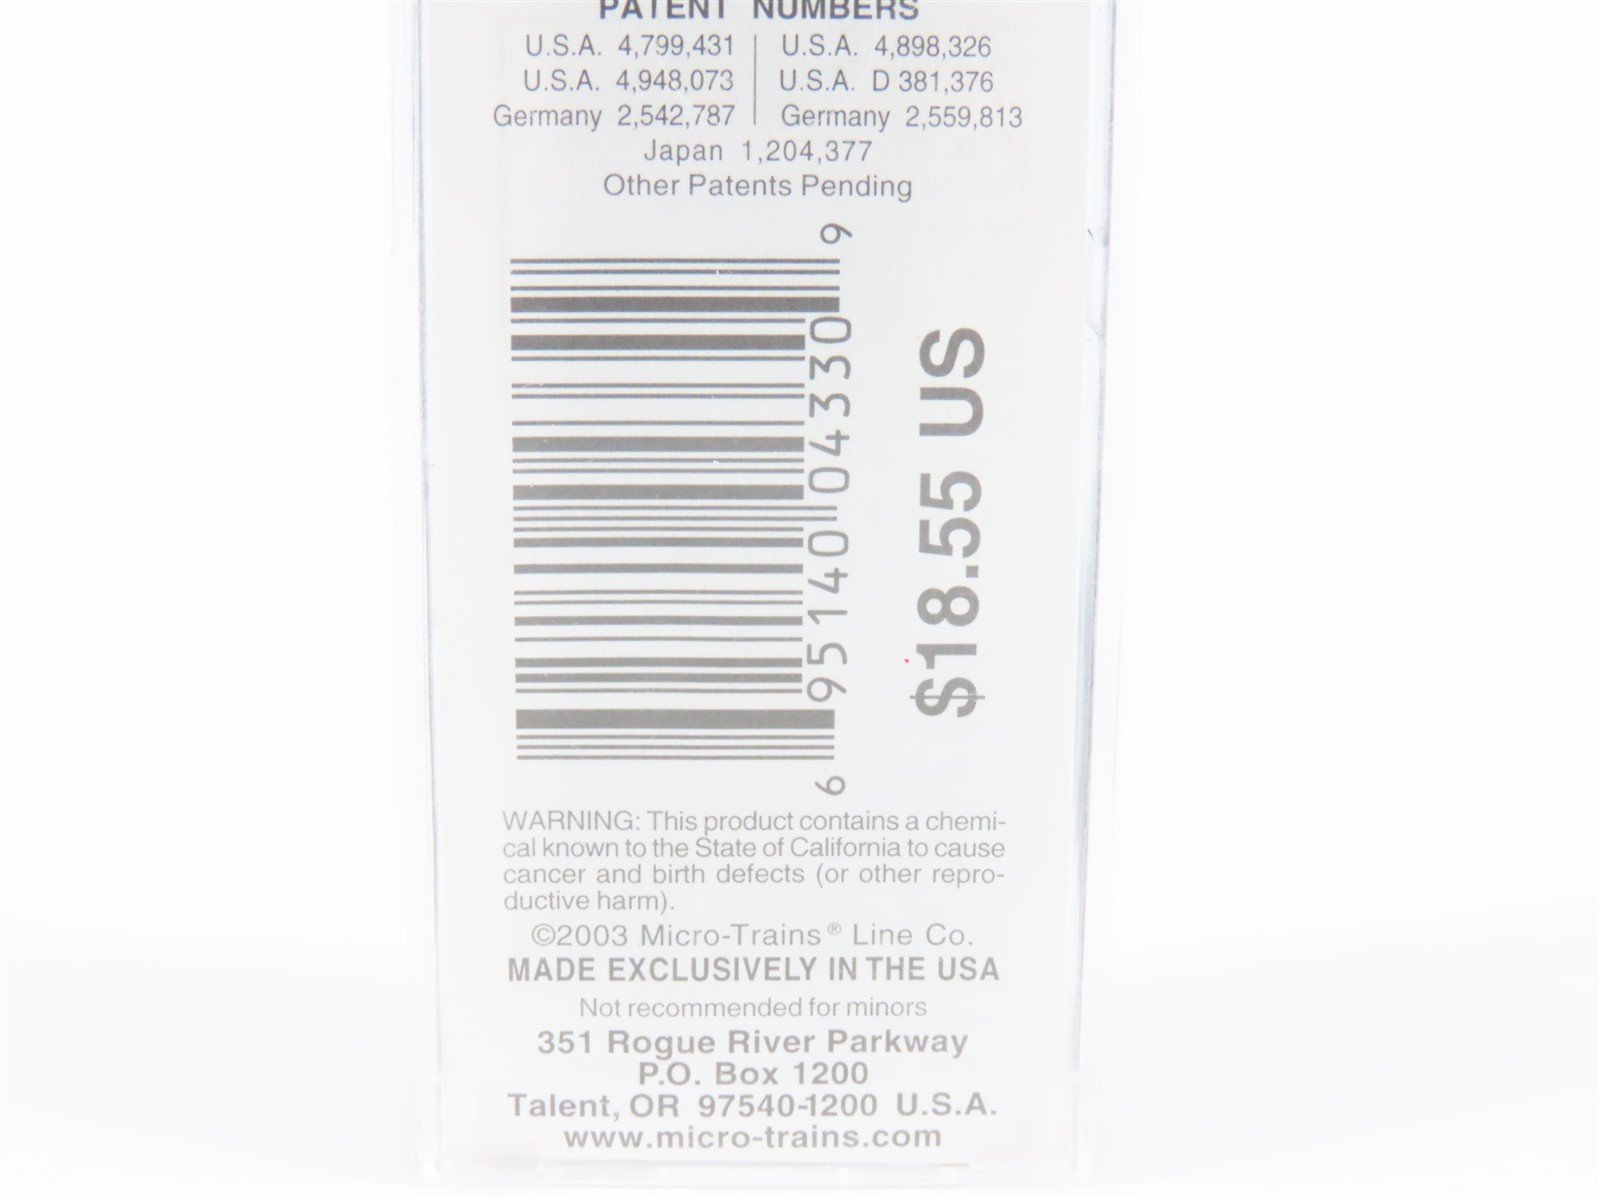 PATENT NUMBERS
U.S.A. 4,799,431 | U.S.A. 4,898,326
U.S.A. 4,948,073 | U.S.A. D 381,376
Germany 2,542,787 | Germany 2,559,813
Japan 1,204,377
Other Patents Pending
6 95140 04330 9
$18.55 US
WARNING: This product contains a chemi-
cal known to the State of California to cause
cancer and birth defects (or other repro-
ductive harm).
©2003 Micro-Trains® Line Co.
MADE EXCLUSIVELY IN THE USA
Not recommended for minors
351 Rogue River Parkway
P.O. Box 1200
Talent, OR 97540-1200 U.S.A.
www.micro-trains.com